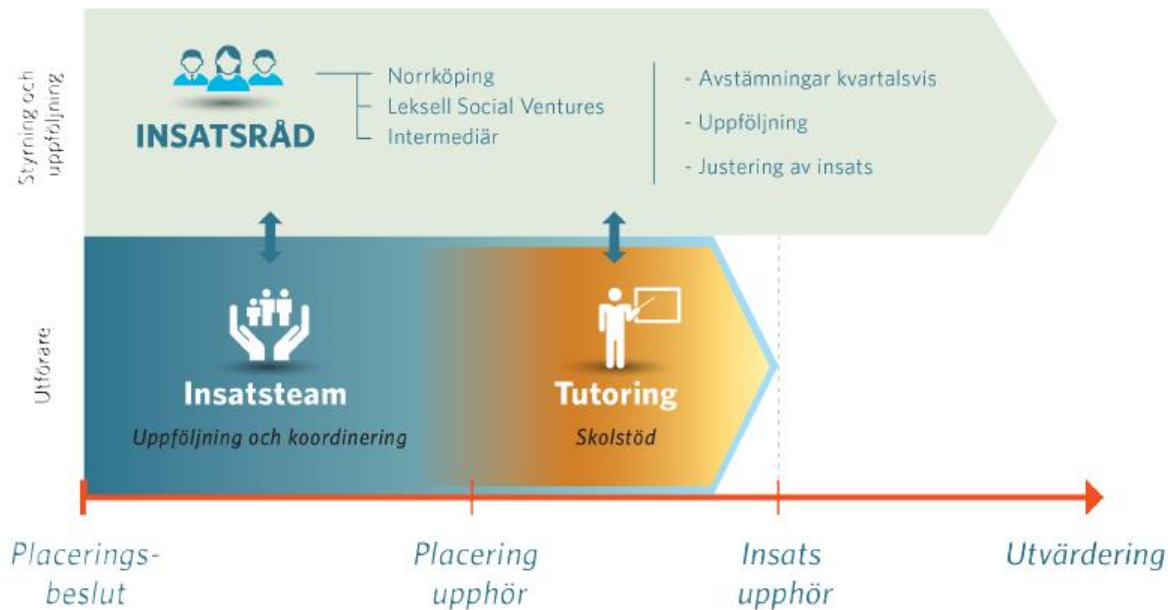 Styrning och
uppföljning
INSATSRÅD
Norrköping
Leksell Social Ventures
Intermediär
- Avstämningar kvartalsvis
- Uppföljning
- Justering av insats
Utförare
Insatsteam
Uppföljning och koordinering
Tutoring
Skolstöd
Placerings-
beslut
Placering
upphör
Insats
upphör
Utvärdering